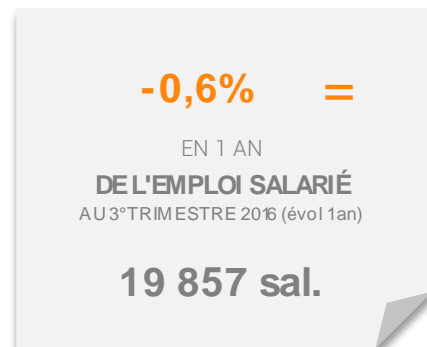 -0,6% =
EN 1 AN
DE L'EMPLOI SALARIÉ
AU 3°TRIMESTRE 2016 (évol 1an)
19 857 sal.